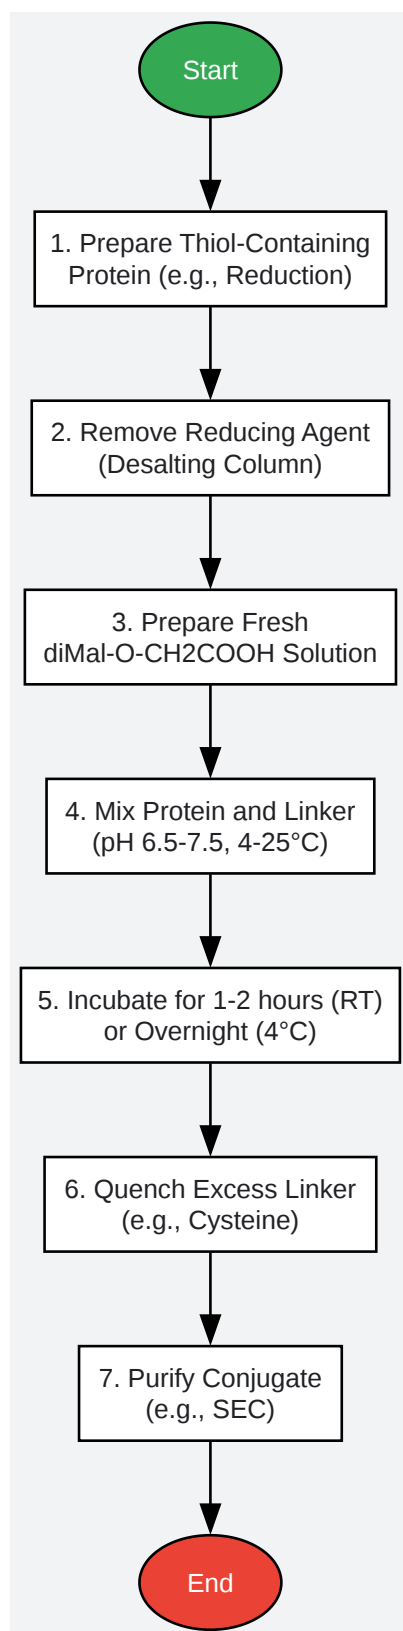 Start
1. Prepare Thiol-Containing
Protein (e.g., Reduction)
2. Remove Reducing Agent
(Desalting Column)
3. Prepare Fresh
diMal-O-CH2COOH Solution
4. Mix Protein and Linker
(pH 6.5-7.5, 4-25°C)
5. Incubate for 1-2 hours (RT)
or Overnight (4°C)
6. Quench Excess Linker
(e.g., Cysteine)
7. Purify Conjugate
(e.g., SEC)
End